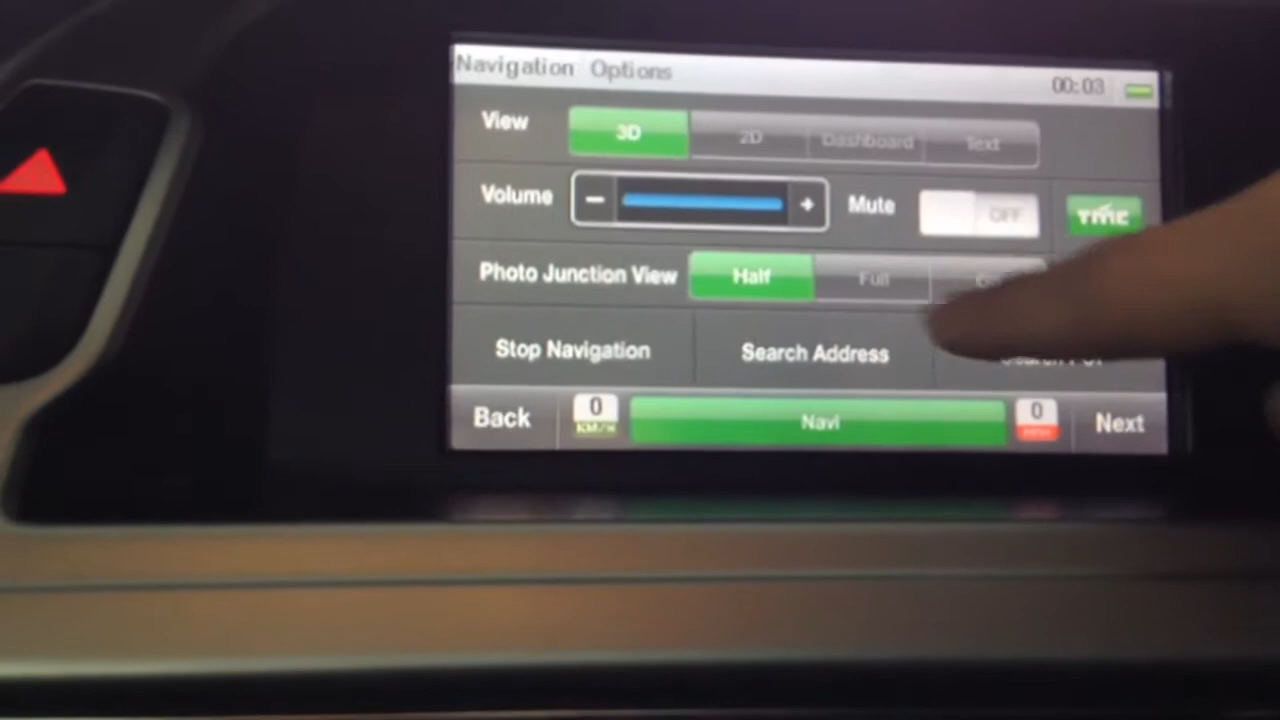 Navigation Options 00:03
View 3D 2D Dashboard Text
Volume - + Mute OFF TMC
Photo Junction View Half Full
Stop Navigation Search Address Search
Back 0 KM/H Navi 0 Next